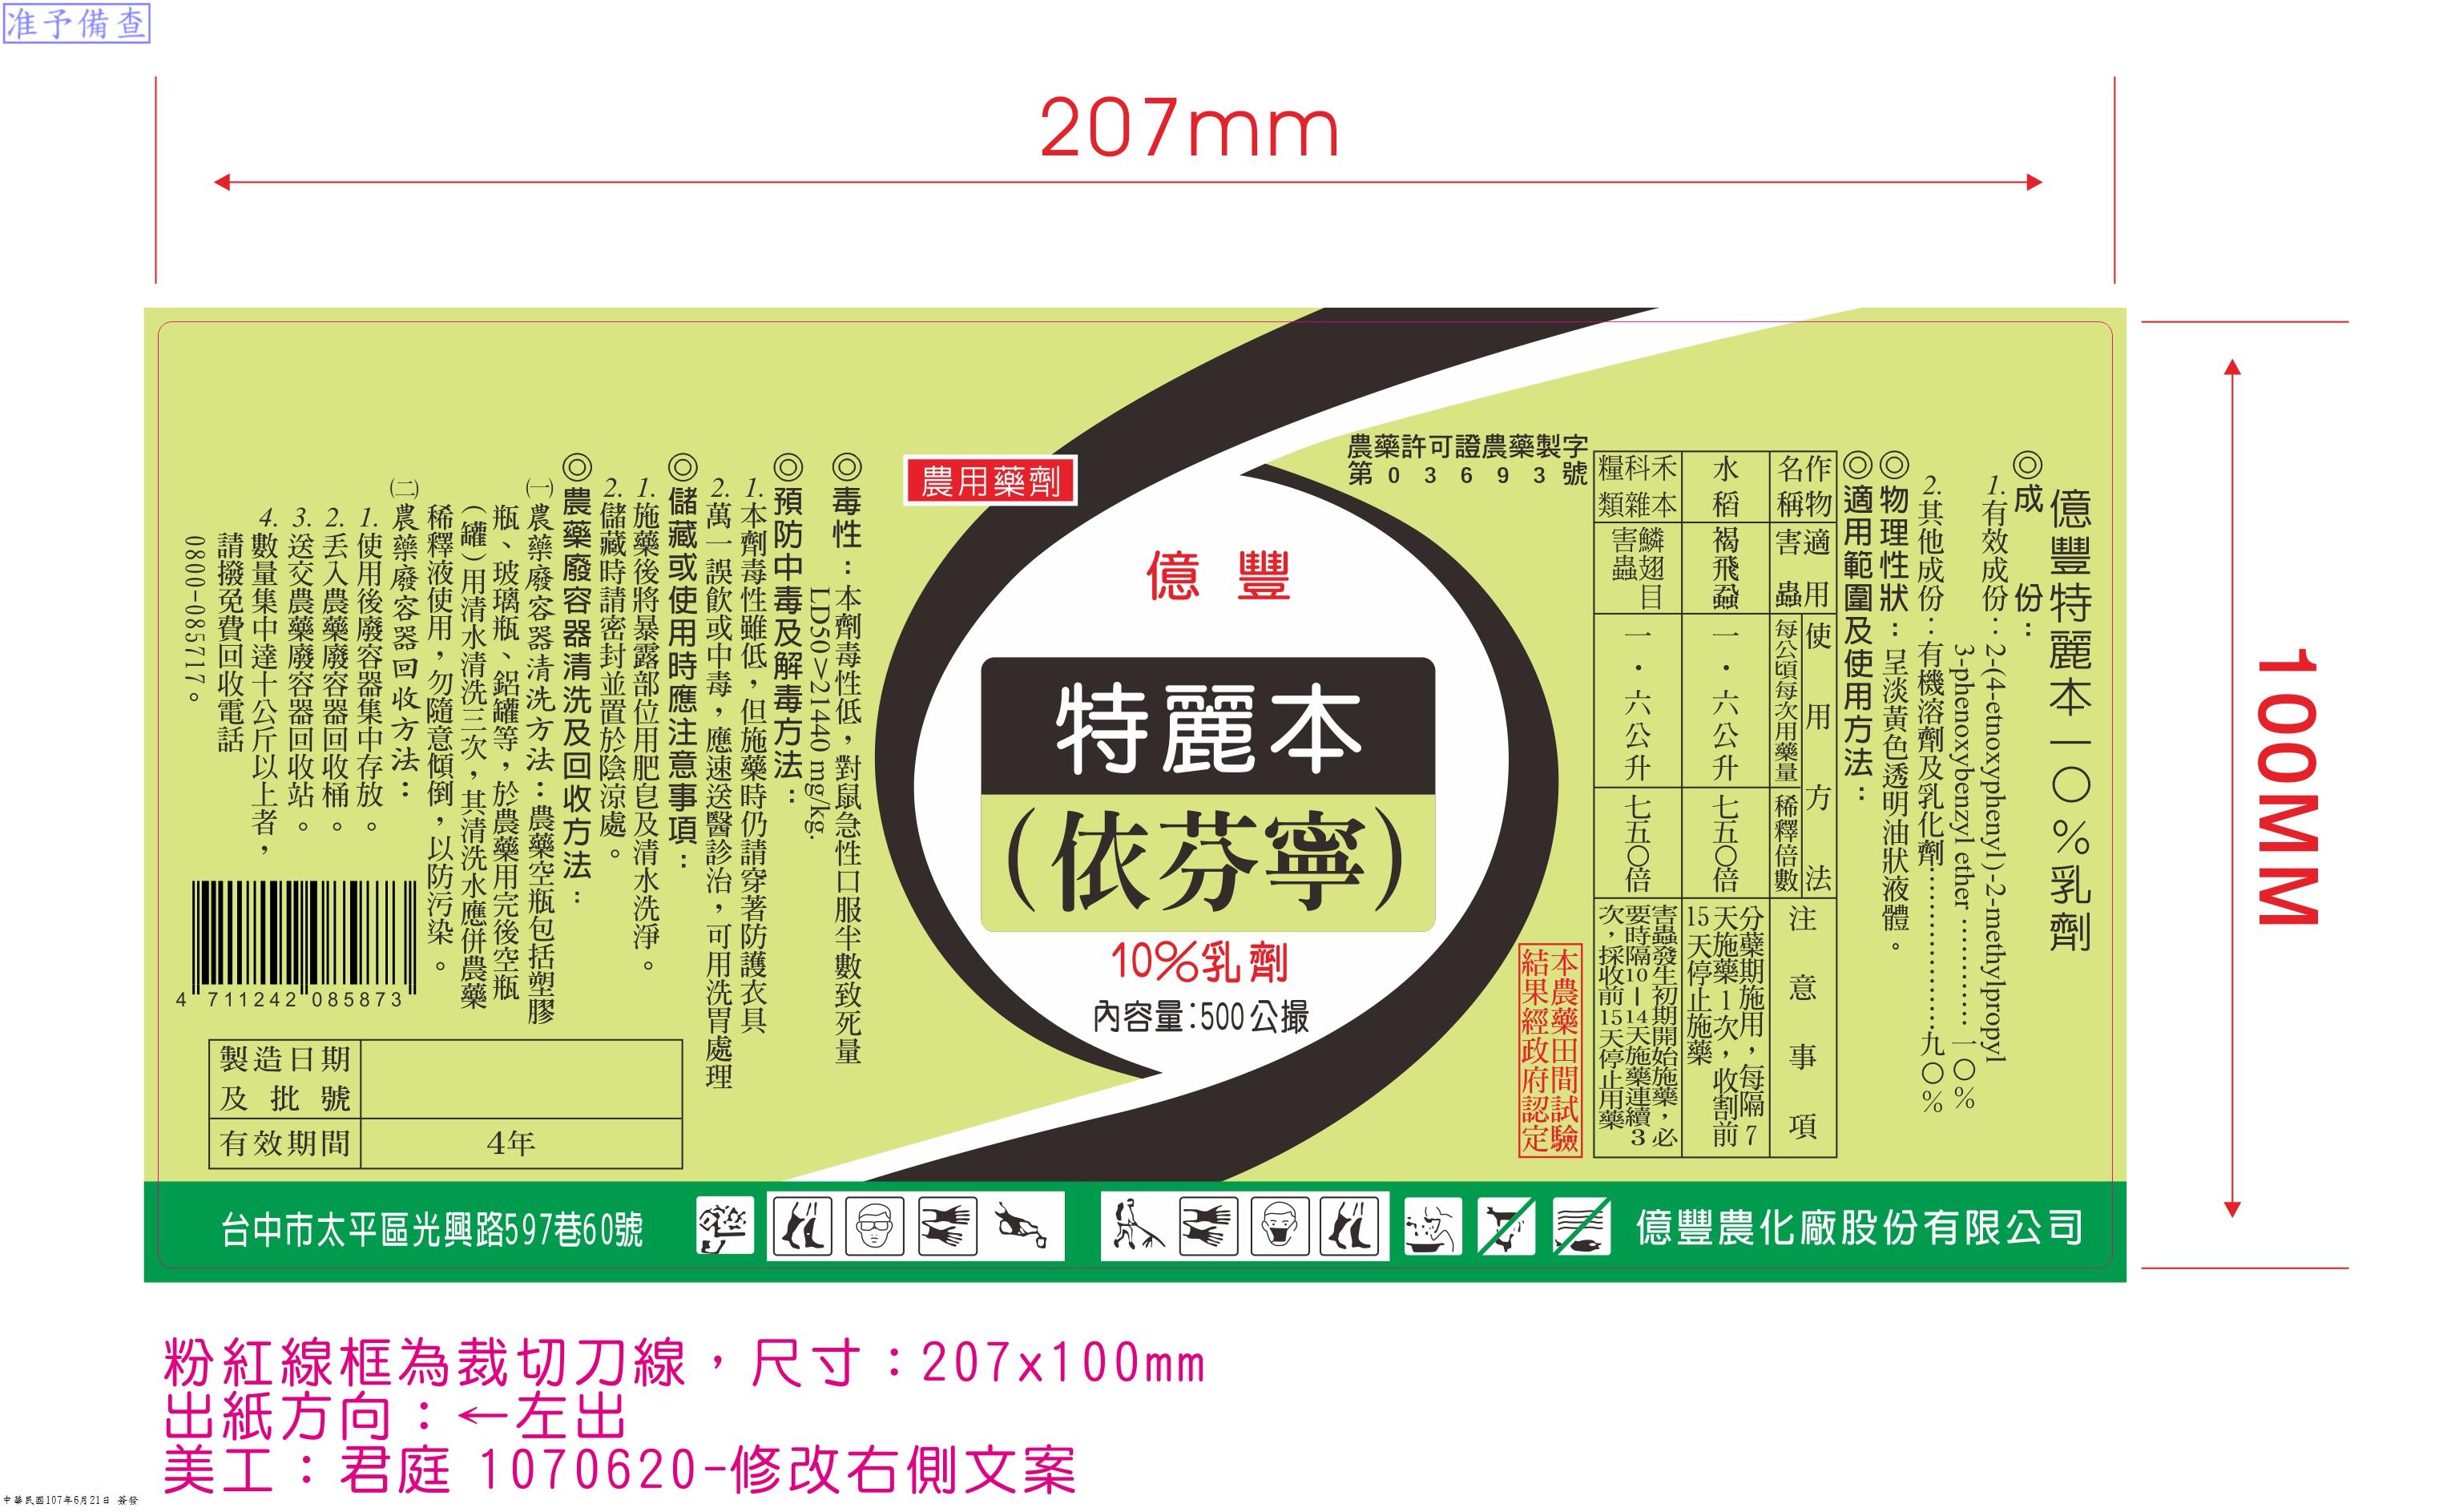 准予備查
207mm
100MM
億豐特麗本一〇%乳劑
◎成份：
1.有效成份：2-(4-etnoxyphenyl)-2-methylpropyl
3-phenoxybenzyl ether …………一〇%
2.其他成份：有機溶劑及乳化劑………………九〇%
◎物理性狀：呈淡黃色透明油狀液體。
◎適用範圍及使用方法：
作物名稱
適用害蟲
使用方法
每公頃每次用藥量
稀釋倍數
注意事項
水稻
褐飛蝨
一．六公升
七五〇倍
分蘖期施用，每隔7
天施藥1次，收割前
15天停止施藥
禾本科雜糧類
鱗翅目害蟲
一．六公升
七五〇倍
害蟲發生初期開始施藥，必
要時隔10－14天施藥連續3
次，採收前15天停止用藥
本農藥田間試驗
結果經政府認定
農藥許可證農藥製字
第03693號
農用藥劑
億豐
特麗本
(依芬寧)
10%乳劑
內容量:500公撮
◎毒性：本劑毒性低，對鼠急性口服半數致死量
LD50>21440 mg/kg.
◎預防中毒及解毒方法：
1.本劑毒性雖低，但施藥時仍請穿著防護衣具
2.萬一誤飲或中毒，應速送醫診治，可用洗胃處理
◎儲藏或使用時應注意事項：
1.施藥後將暴露部位用肥皂及清水洗淨。
2.儲藏時請密封並置於陰涼處。
◎農藥廢容器清洗及回收方法：
㈠農藥廢容器清洗方法：農藥空瓶包括塑膠
瓶、玻璃瓶、鋁罐等，於農藥用完後空瓶
(罐)用清水清洗三次，其清洗水應併農藥
稀釋液使用，勿隨意傾倒，以防污染。
㈡農藥廢容器回收方法：
1.使用後廢容器集中存放。
2.丟入農藥廢容器回收桶。
3.送交農藥廢容器回收站。
4.數量集中達十公斤以上者，
請撥免費回收電話
0800-085717。
4 711242 085873
製造日期
及批號
有效期間
4年
台中市太平區光興路597巷60號
億豐農化廠股份有限公司
粉紅線框為裁切刀線，尺寸：207x100mm
出紙方向：←左出
美工：君庭 1070620-修改右側文案
中華民國107年6月21日 簽發